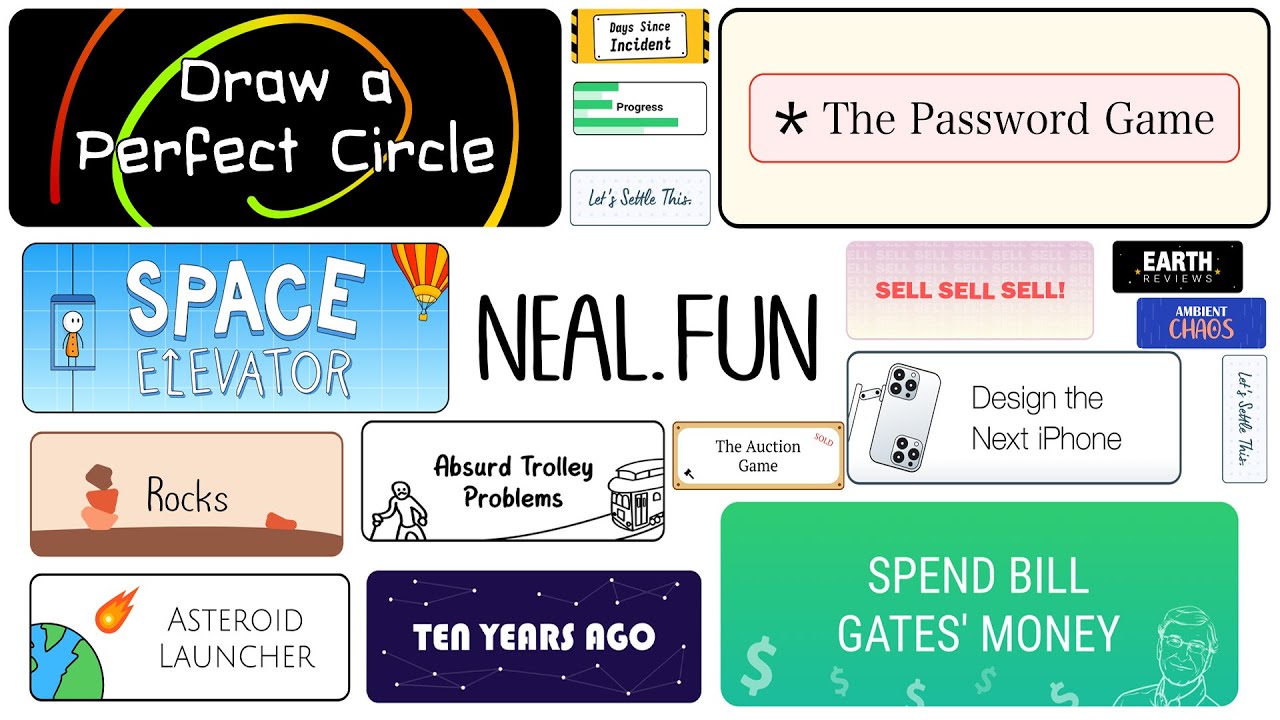 Draw a
Perfect Circle
Days Since
Incident
Progress
Let's Settle This.
* The Password Game
SPACE
ELEVATOR
NEAL.FUN
SELL SELL SELL!
EARTH
REVIEWS
AMBIENT
CHAOS
Design the
Next iPhone
Let's Settle This.
Rocks
Absurd Trolley
Problems
The Auction
Game
SOLD
ASTEROID
LAUNCHER
TEN YEARS AGO
SPEND BILL
GATES' MONEY
$ $ $ $ $